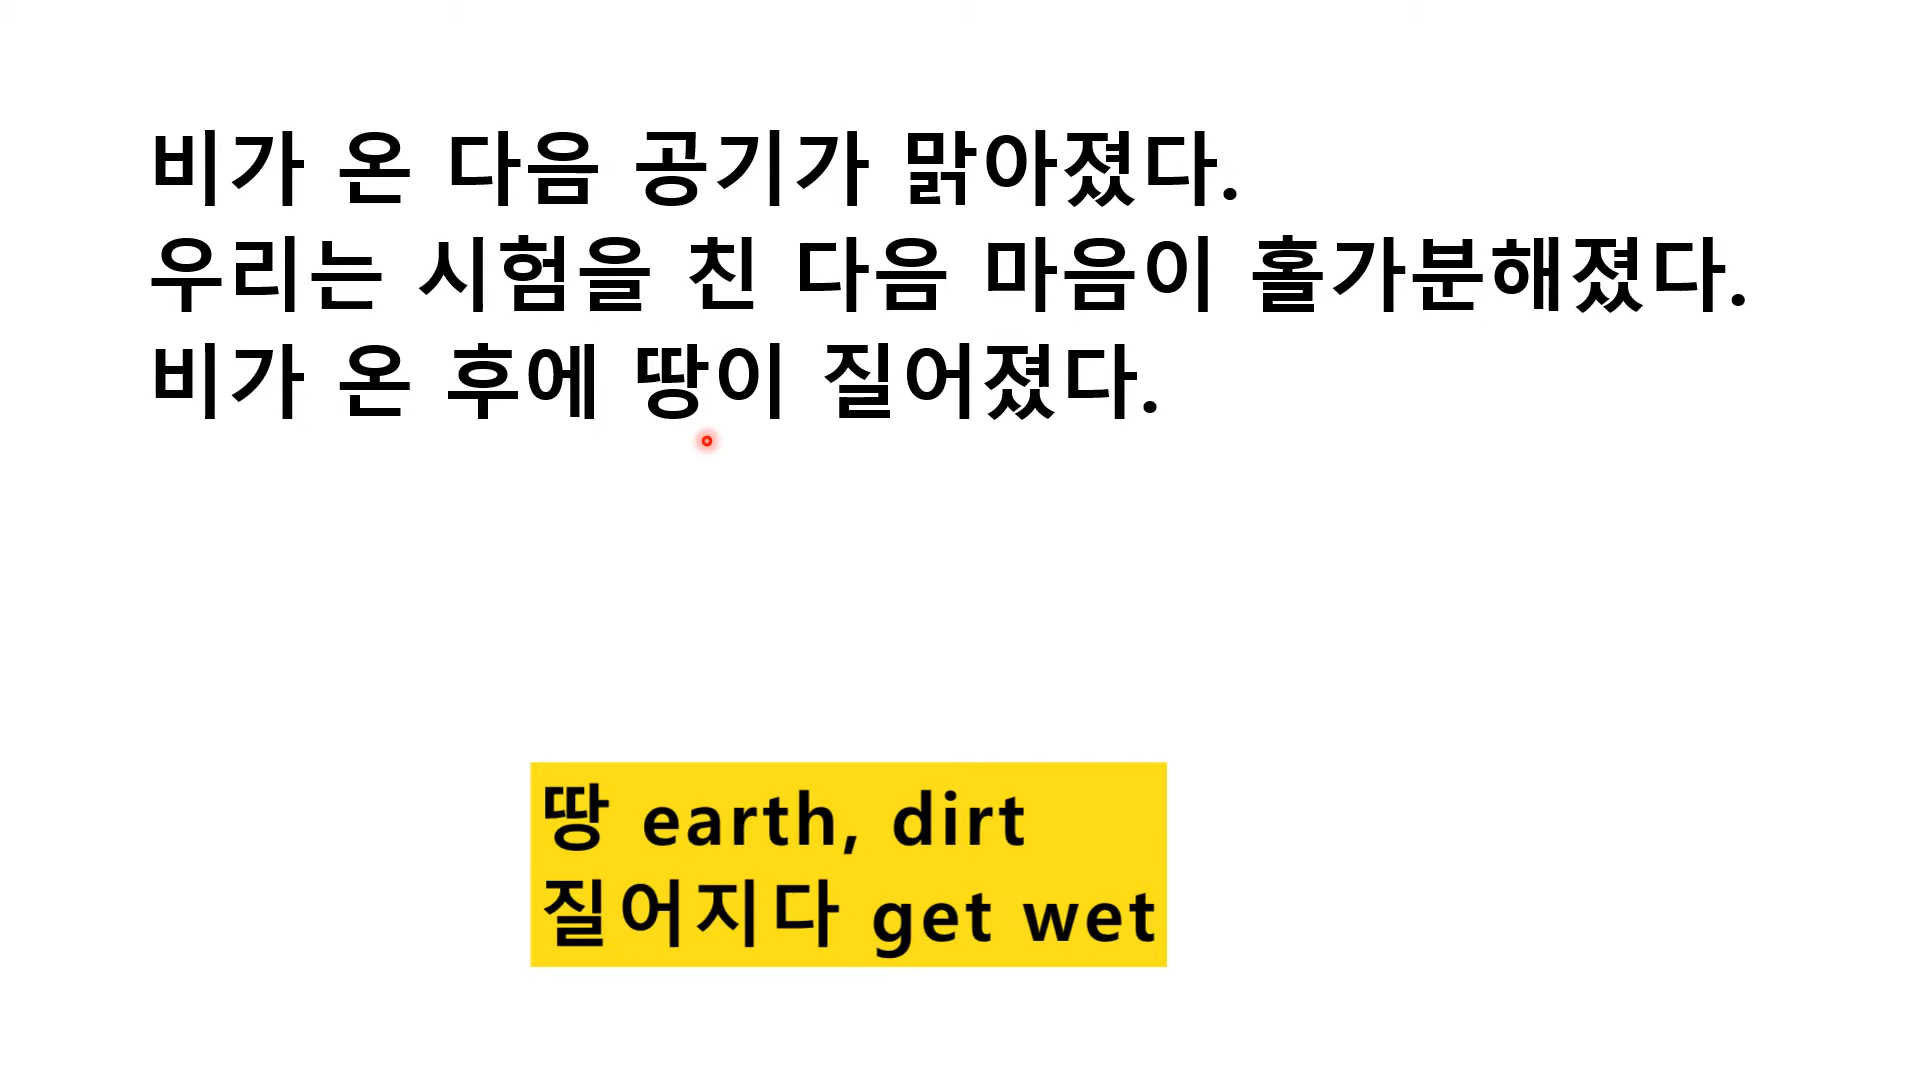 비가 온 다음 공기가 맑아졌다.
우리는 시험을 친 다음 마음이 홀가분해졌다.
비가 온 후에 땅이 질어졌다.
땅 earth, dirt
질어지다 get wet